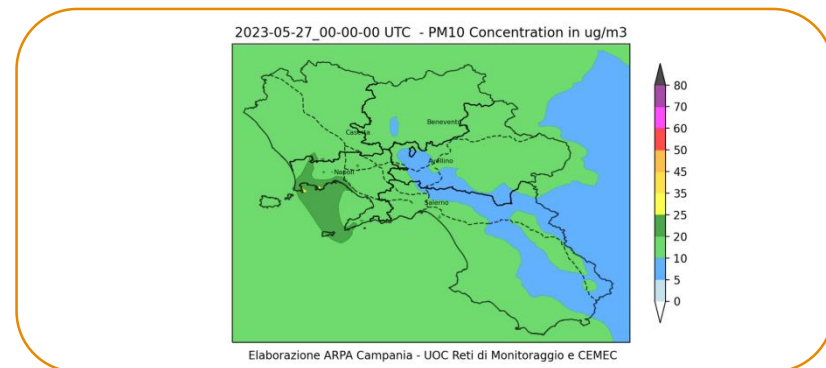 2023-05-27_00-00-00 UTC - PM10 Concentration in ug/m3
80
70
Benevento
60
Caserta
50
Avellino
45
Napoli
35
25
Salerno
20
10
5
0
Elaborazione ARPA Campania - UOC Reti di Monitoraggio e CEMEC